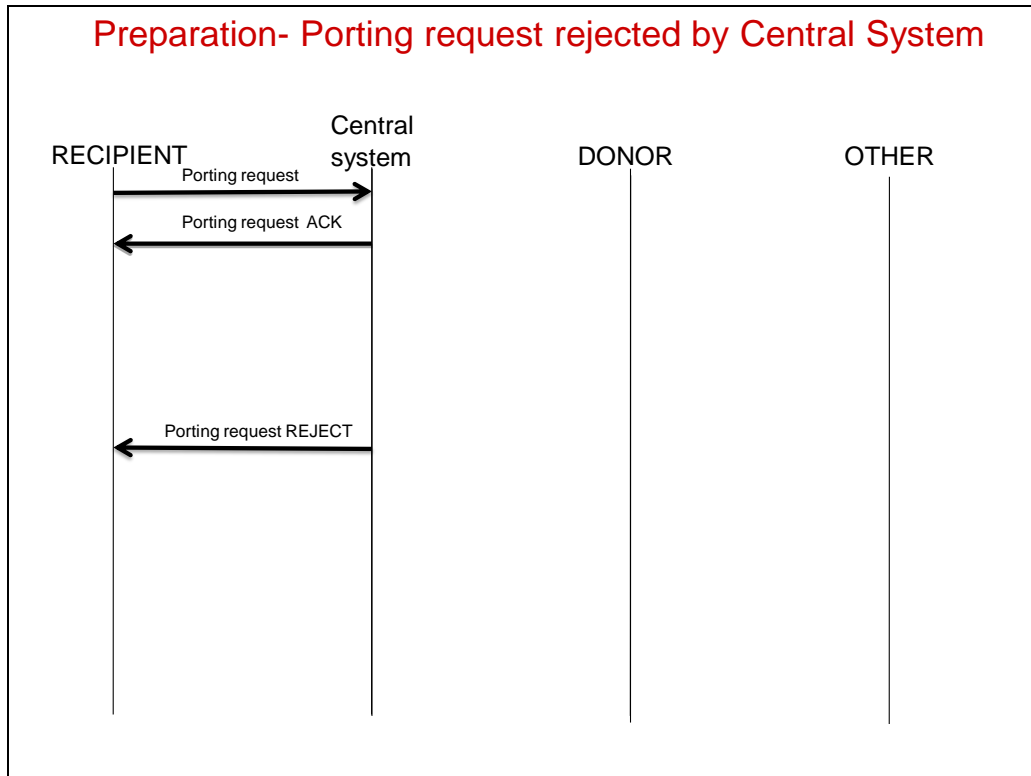 Preparation- Porting request rejected by Central System
Central
system
RECIPIENT
DONOR
OTHER
Porting request
Porting request ACK
Porting request REJECT